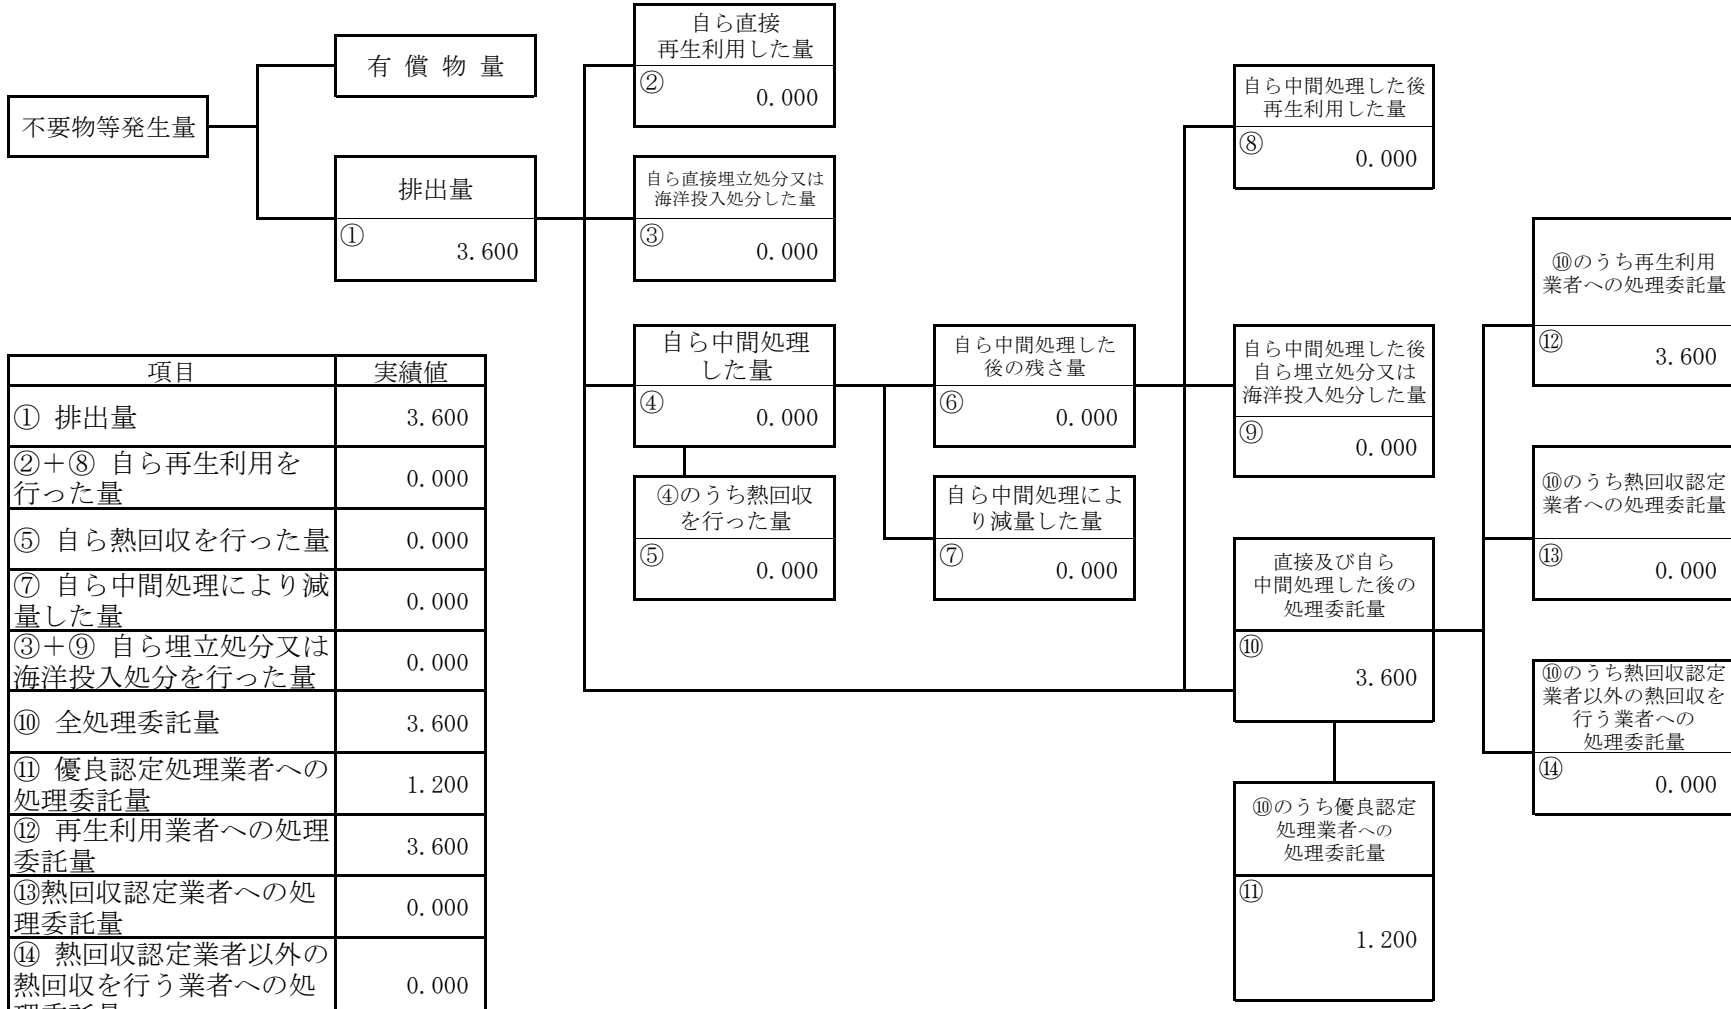 不要物等発生量
有 償 物 量
排出量
①
3.600
自ら直接
再生利用した量
②
0.000
自ら直接埋立処分又は
海洋投入処分した量
③
0.000
自ら中間処理
した量
④
0.000
④のうち熱回収
を行った量
⑤
0.000
自ら中間処理した
後の残さ量
⑥
0.000
自ら中間処理によ
り減量した量
⑦
0.000
自ら中間処理した後
再生利用した量
⑧
0.000
自ら中間処理した後
自ら埋立処分又は
海洋投入処分した量
⑨
0.000
直接及び自ら
中間処理した後の
処理委託量
⑩
3.600
⑩のうち優良認定
処理業者への
処理委託量
⑪
1.200
⑩のうち再生利用
業者への処理委託量
⑫
3.600
⑩のうち熱回収認定
業者への処理委託量
⑬
0.000
⑩のうち熱回収認定
業者以外の熱回収を
行う業者への
処理委託量
⑭
0.000
項目 実績値
① 排出量 3.600
②＋⑧ 自ら再生利用を
行った量 0.000
⑤ 自ら熱回収を行った量 0.000
⑦ 自ら中間処理により減
量した量 0.000
③＋⑨ 自ら埋立処分又は
海洋投入処分を行った量 0.000
⑩ 全処理委託量 3.600
⑪ 優良認定処理業者への
処理委託量 1.200
⑫ 再生利用業者への処理
委託量 3.600
⑬熱回収認定業者への処
理委託量 0.000
⑭ 熱回収認定業者以外の
熱回収を行う業者への処 0.000